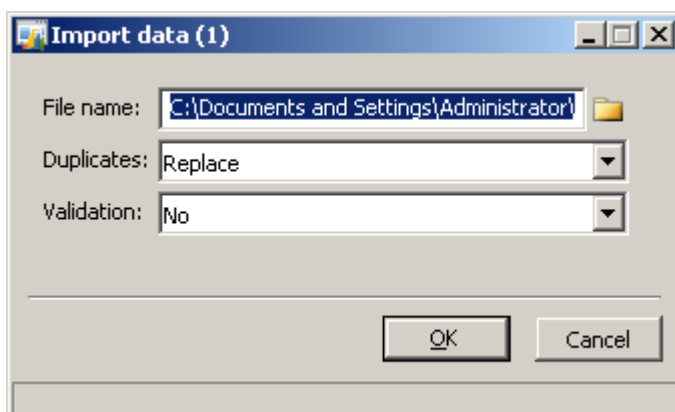 Import data (1)
File name: C:\Documents and Settings\Administrator\
Duplicates: Replace
Validation: No
OK Cancel